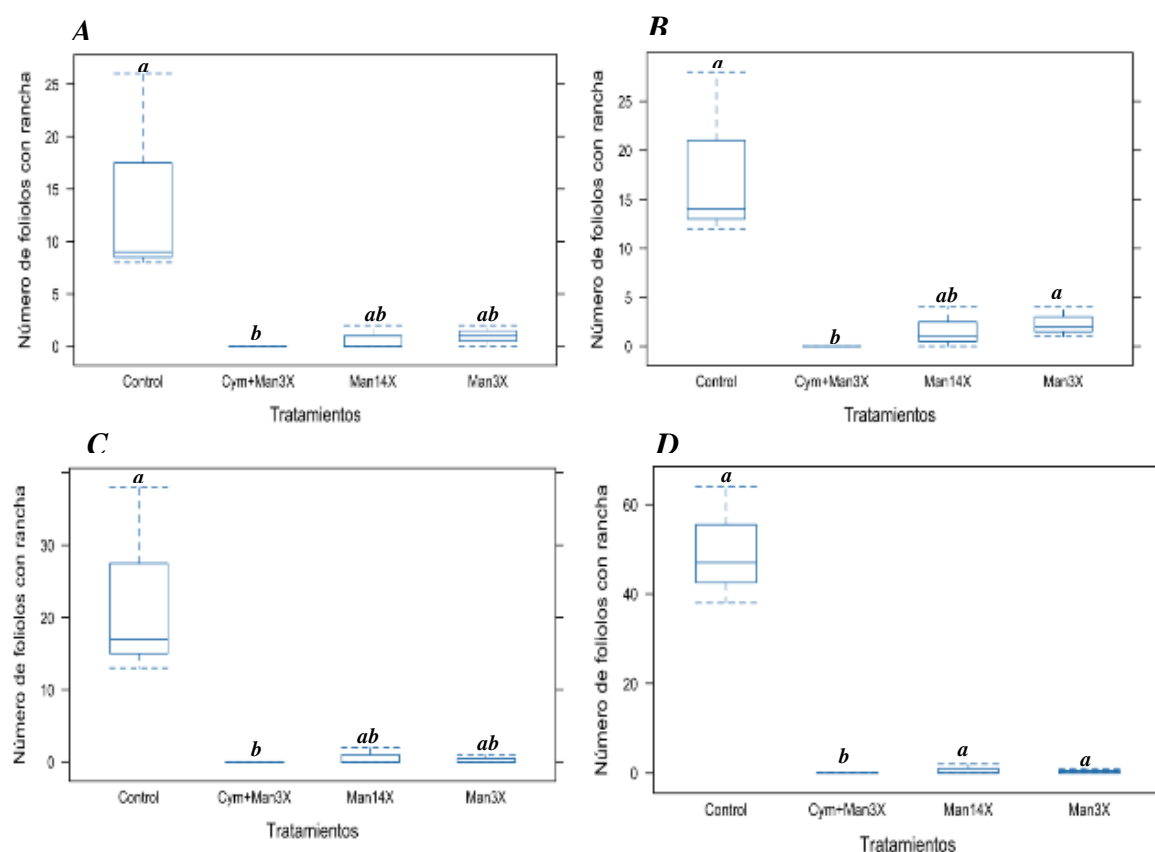 A
Número de foliolos con rancha
25
20
15
10
5
0
a
b
ab
ab
Control
Cym+Man3X
Man14X
Man3X
Tratamientos
B
Número de foliolos con rancha
25
20
15
10
5
0
a
b
ab
a
Control
Cym+Man3X
Man14X
Man3X
Tratamientos
C
Número de foliolos con rancha
30
20
10
0
a
b
ab
ab
Control
Cym+Man3X
Man14X
Man3X
Tratamientos
D
Número de foliolos con rancha
60
40
20
0
a
b
a
a
Control
Cym+Man3X
Man14X
Man3X
Tratamientos